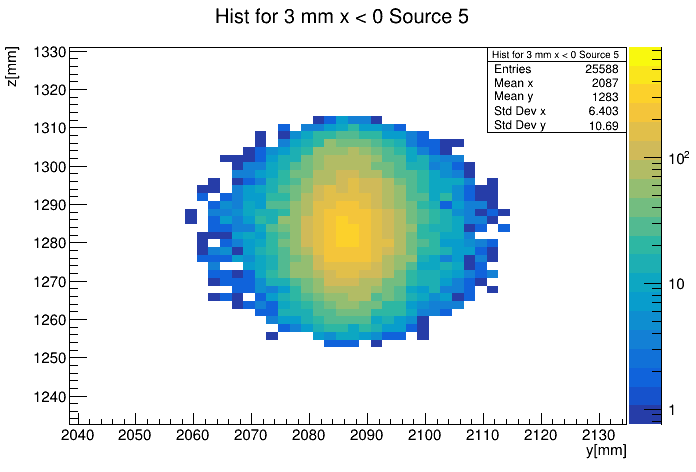 Hist for 3 mm x < 0 Source 5
z[mm]
1330
1320
1310
1300
1290
1280
1270
1260
1250
1240
Hist for 3 mm x < 0 Source 5
Entries 25588
Mean x 2087
Mean y 1283
Std Dev x 6.403
Std Dev y 10.69
10²
10
1
2040 2050 2060 2070 2080 2090 2100 2110 2120 2130
y[mm]